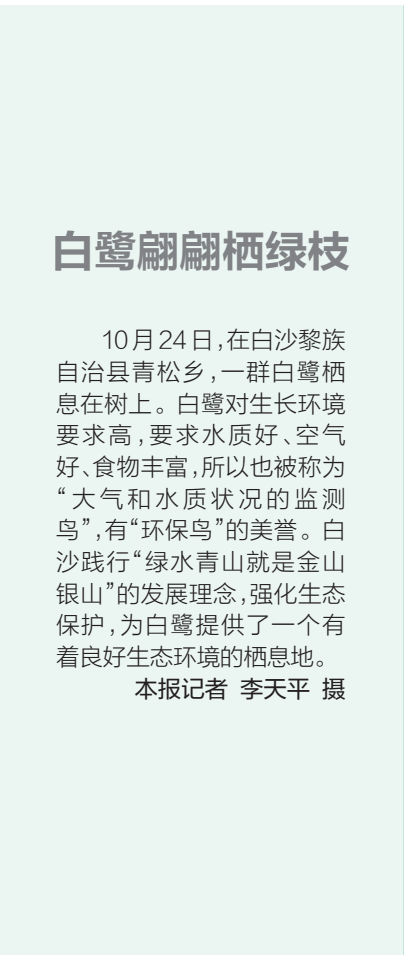 白鹭翩翩栖绿枝
10月24日，在白沙黎族
自治县青松乡，一群白鹭栖
息在树上。白鹭对生长环境
要求高，要求水质好、空气
好、食物丰富，所以也被称为
“大气和水质状况的监测
鸟”，有“环保鸟”的美誉。白
沙践行“绿水青山就是金山
银山”的发展理念，强化生态
保护，为白鹭提供了一个有
着良好生态环境的栖息地。
本报记者 李天平 摄